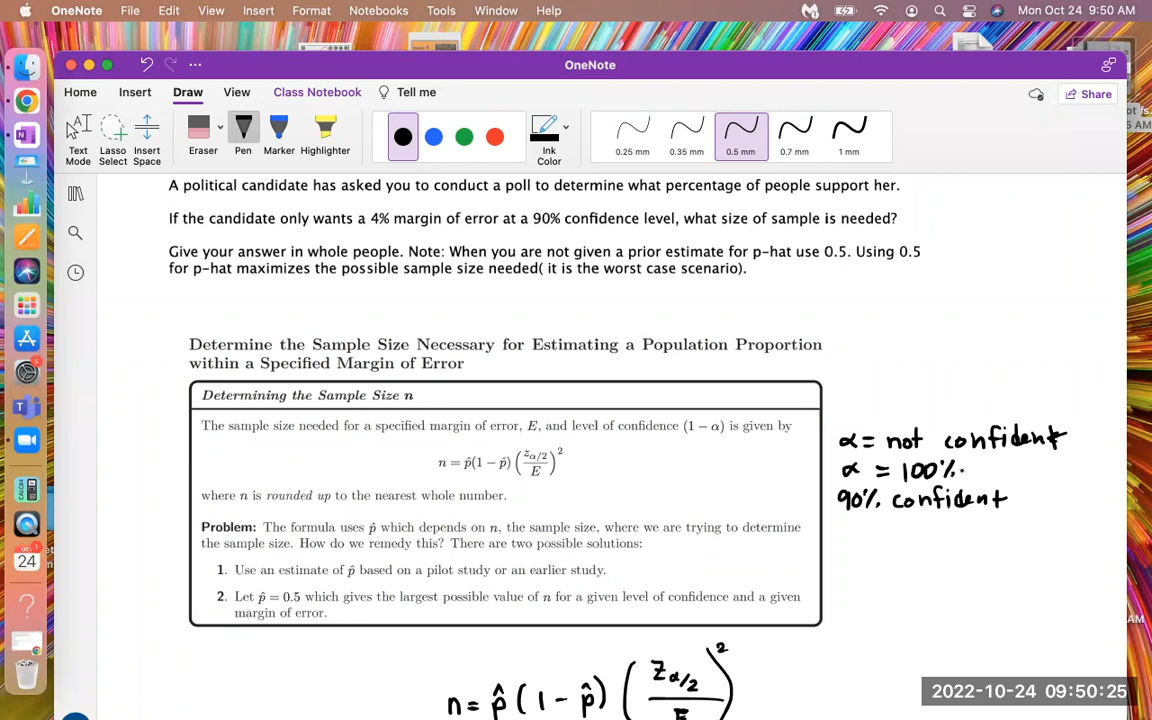 OneNote File Edit View Insert Format Notebooks Tools Window Help Mon Oct 24 9:50 AM
OneNote
Home Insert Draw View Class Notebook Tell me Share
Text Mode Lasso Select Insert Space Eraser Pen Marker Highlighter Ink Color 0.25 mm 0.35 mm 0.5 mm 0.7 mm 1 mm
A political candidate has asked you to conduct a poll to determine what percentage of people support her.
If the candidate only wants a 4% margin of error at a 90% confidence level, what size of sample is needed?
Give your answer in whole people. Note: When you are not given a prior estimate for p-hat use 0.5. Using 0.5
for p-hat maximizes the possible sample size needed( it is the worst case scenario).
Determine the Sample Size Necessary for Estimating a Population Proportion
within a Specified Margin of Error
Determining the Sample Size n
The sample size needed for a specified margin of error, E, and level of confidence (1 − α) is given by
n = p̂(1 − p̂) (zα/2/E)²
where n is rounded up to the nearest whole number.
Problem: The formula uses p̂ which depends on n, the sample size, where we are trying to determine
the sample size. How do we remedy this? There are two possible solutions:
1. Use an estimate of p̂ based on a pilot study or an earlier study.
2. Let p̂ = 0.5 which gives the largest possible value of n for a given level of confidence and a given
margin of error.
α = not confident
α = 100%
90% confident
n = p̂ (1 − p̂) (zα/2/E)²
24
AM
2022-10-24 09:50:25